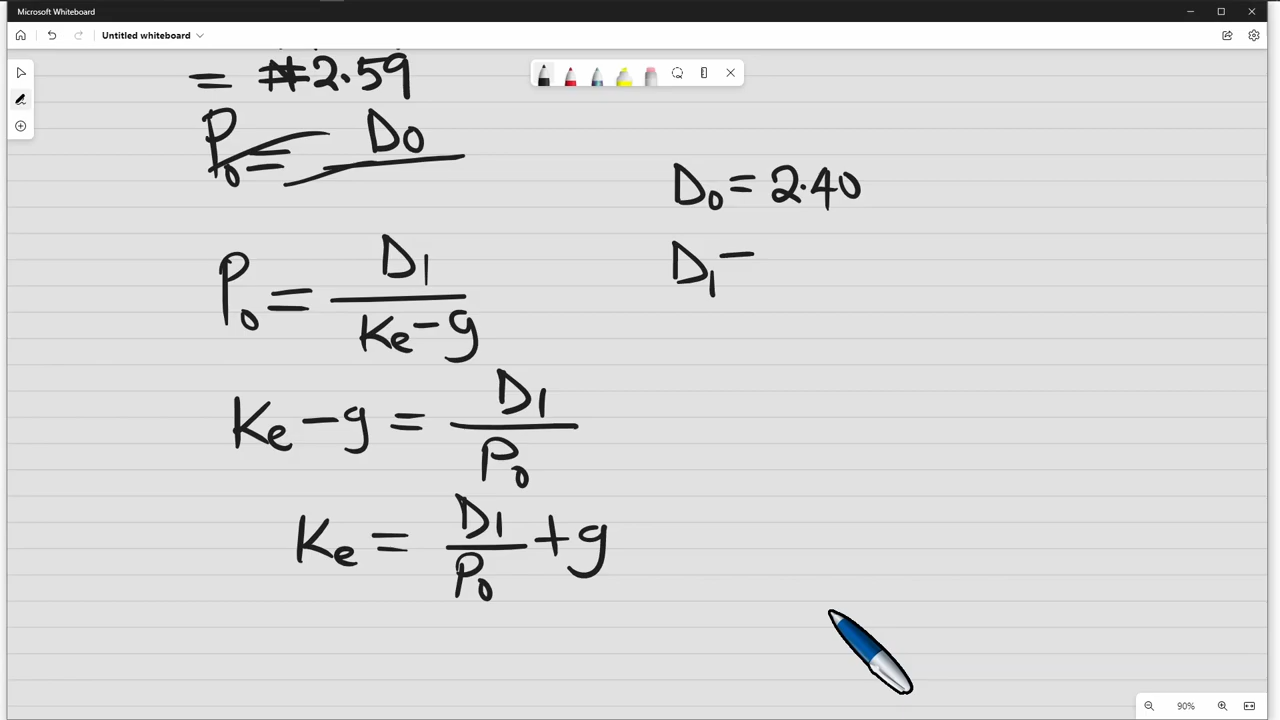 Microsoft Whiteboard
Untitled whiteboard
= ₦2.59
P₀ = D₀
D₀ = 2.40
D₁ =
P₀ = D₁ / (Ke − g)
Ke − g = D₁ / P₀
Ke = D₁ / P₀ + g
90%